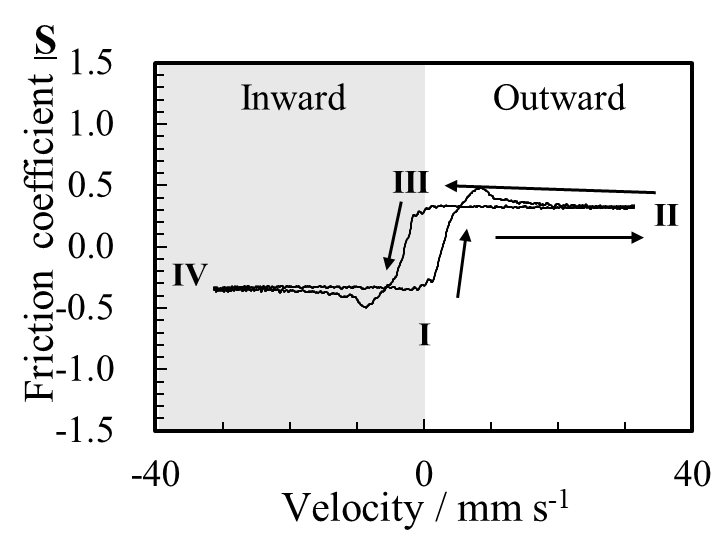 Friction coefficient |S
1.5
1.0
0.5
0.0
-0.5
-1.0
-1.5
Inward
Outward
III
II
IV
I
-40
0
40
Velocity / mm s-1